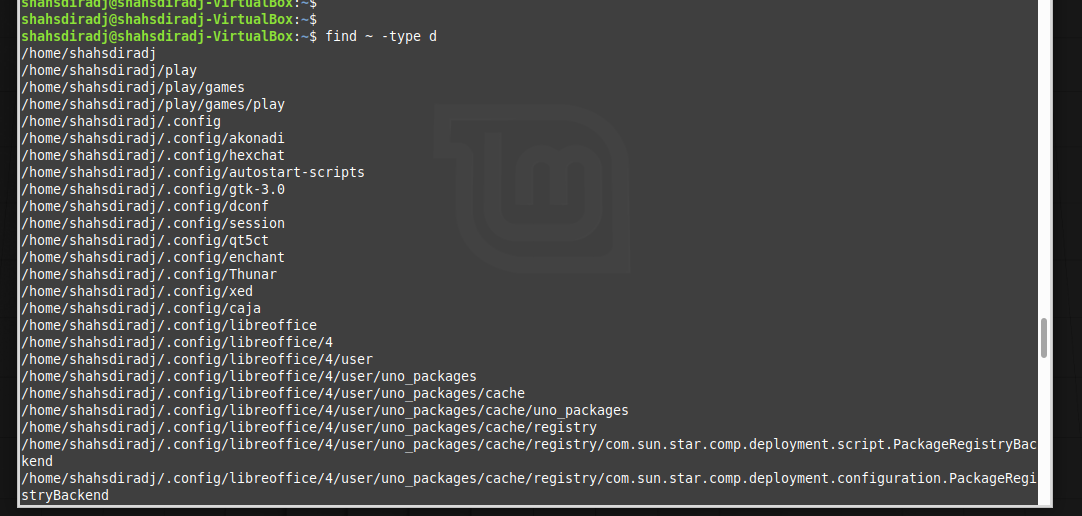 shahsdiradj@shahsdiradj-VirtualBox:~$
shahsdiradj@shahsdiradj-VirtualBox:~$
shahsdiradj@shahsdiradj-VirtualBox:~$ find ~ -type d
/home/shahsdiradj
/home/shahsdiradj/play
/home/shahsdiradj/play/games
/home/shahsdiradj/play/games/play
/home/shahsdiradj/.config
/home/shahsdiradj/.config/akonadi
/home/shahsdiradj/.config/hexchat
/home/shahsdiradj/.config/autostart-scripts
/home/shahsdiradj/.config/gtk-3.0
/home/shahsdiradj/.config/dconf
/home/shahsdiradj/.config/session
/home/shahsdiradj/.config/qt5ct
/home/shahsdiradj/.config/enchant
/home/shahsdiradj/.config/Thunar
/home/shahsdiradj/.config/xed
/home/shahsdiradj/.config/caja
/home/shahsdiradj/.config/libreoffice
/home/shahsdiradj/.config/libreoffice/4
/home/shahsdiradj/.config/libreoffice/4/user
/home/shahsdiradj/.config/libreoffice/4/user/uno_packages
/home/shahsdiradj/.config/libreoffice/4/user/uno_packages/cache
/home/shahsdiradj/.config/libreoffice/4/user/uno_packages/cache/uno_packages
/home/shahsdiradj/.config/libreoffice/4/user/uno_packages/cache/registry
/home/shahsdiradj/.config/libreoffice/4/user/uno_packages/cache/registry/com.sun.star.comp.deployment.script.PackageRegistryBac
kend
/home/shahsdiradj/.config/libreoffice/4/user/uno_packages/cache/registry/com.sun.star.comp.deployment.configuration.PackageRegi
stryBackend